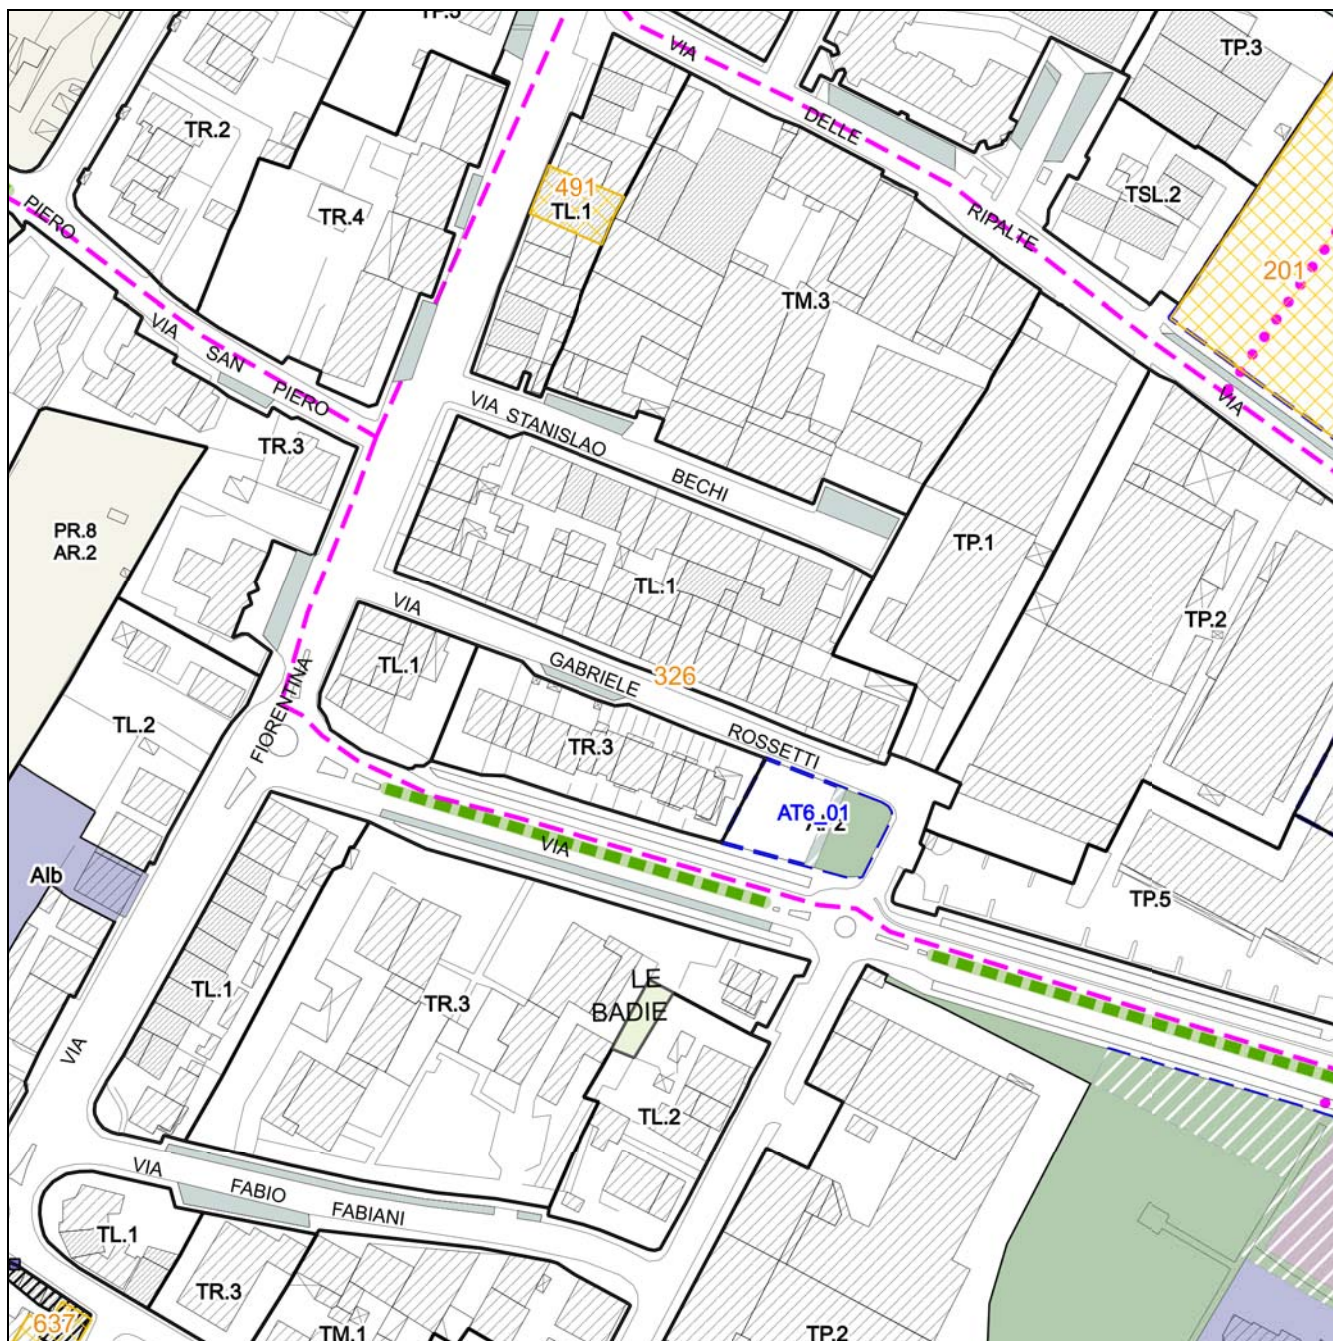 TP.3
VIA
TP.3
TR.2
DELLE
491
TL.1
TSL.2
PIERO
TR.4
RIPALTE
201
TM.3
VIA
SAN
PIERO
VIA
VIA STANISLAO
BECHI
TR.3
PR.8
AR.2
TP.1
TL.1
VIA
TP.2
TL.1
GABRIELE
326
FIORENTINA
TL.2
TR.3
ROSSETTI
AT6_01
VIA
Alb
TP.5
LE
BADIE
TL.1
TR.3
VIA
TL.2
VIA
FABIO
FABIANI
TL.1
TR.3
637
TM.1
TP.2